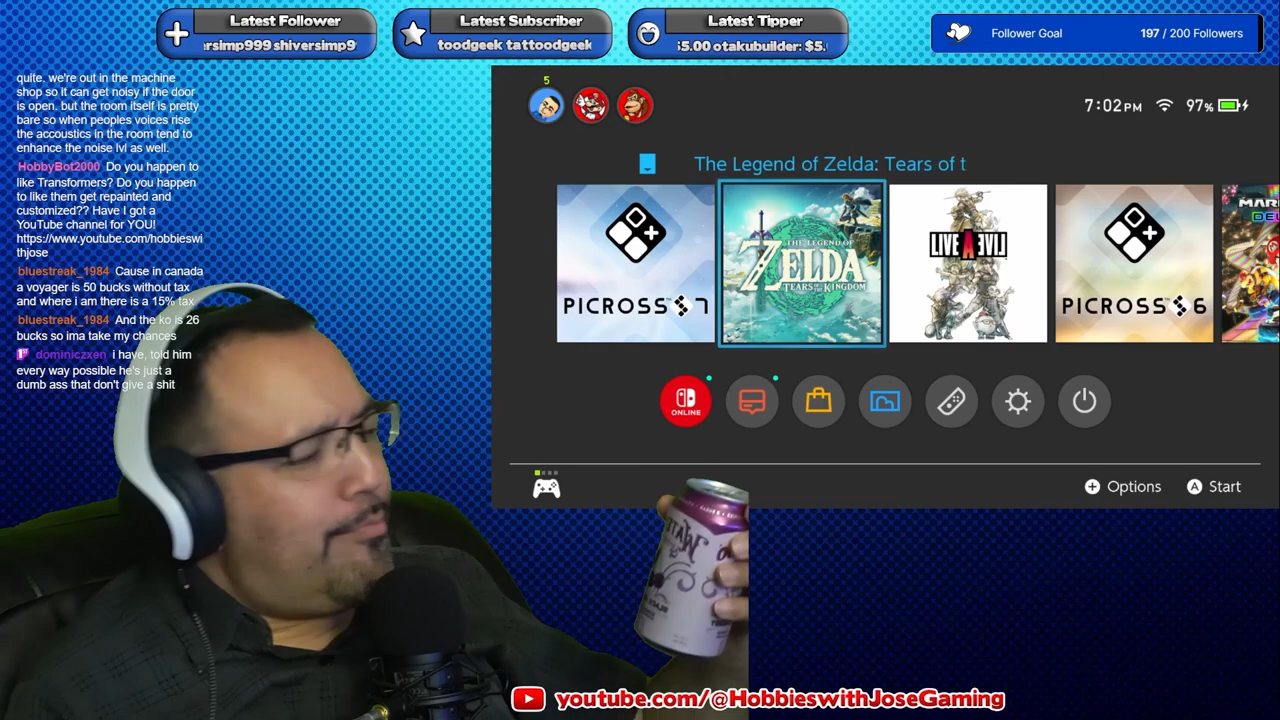 Latest Follower
ersimp999 shiversimp9
Latest Subscriber
toodgeek tattoodgeek
Latest Tipper
$5.00 otakubuilder: $5.
Follower Goal
197 / 200 Followers
quite. we're out in the machine
shop so it can get noisy if the door
is open. but the room itself is pretty
bare so when peoples voices rise
the accoustics in the room tend to
enhance the noise lvl as well.
HobbyBot2000 Do you happen to
like Transformers? Do you happen
to like them get repainted and
customized?? Have I got a
YouTube channel for YOU!
https://www.youtube.com/hobbieswi
thjose
bluestreak_1984 Cause in canada
a voyager is 50 bucks without tax
and where i am there is a 15% tax
bluestreak_1984 And the ko is 26
bucks so ima take my chances
dominiczxen i have, told him
every way possible he's just a
dumb ass that don't give a shit
5
7:02PM
97%
The Legend of Zelda: Tears of t
PICROSS 7
THE LEGEND OF
ZELDA
TEARS OF THE KINGDOM
LIVE A LIVE
PICROSS 6
MARI
DEL
ONLINE
+ Options
A Start
youtube.com/@HobbieswithJoseGaming